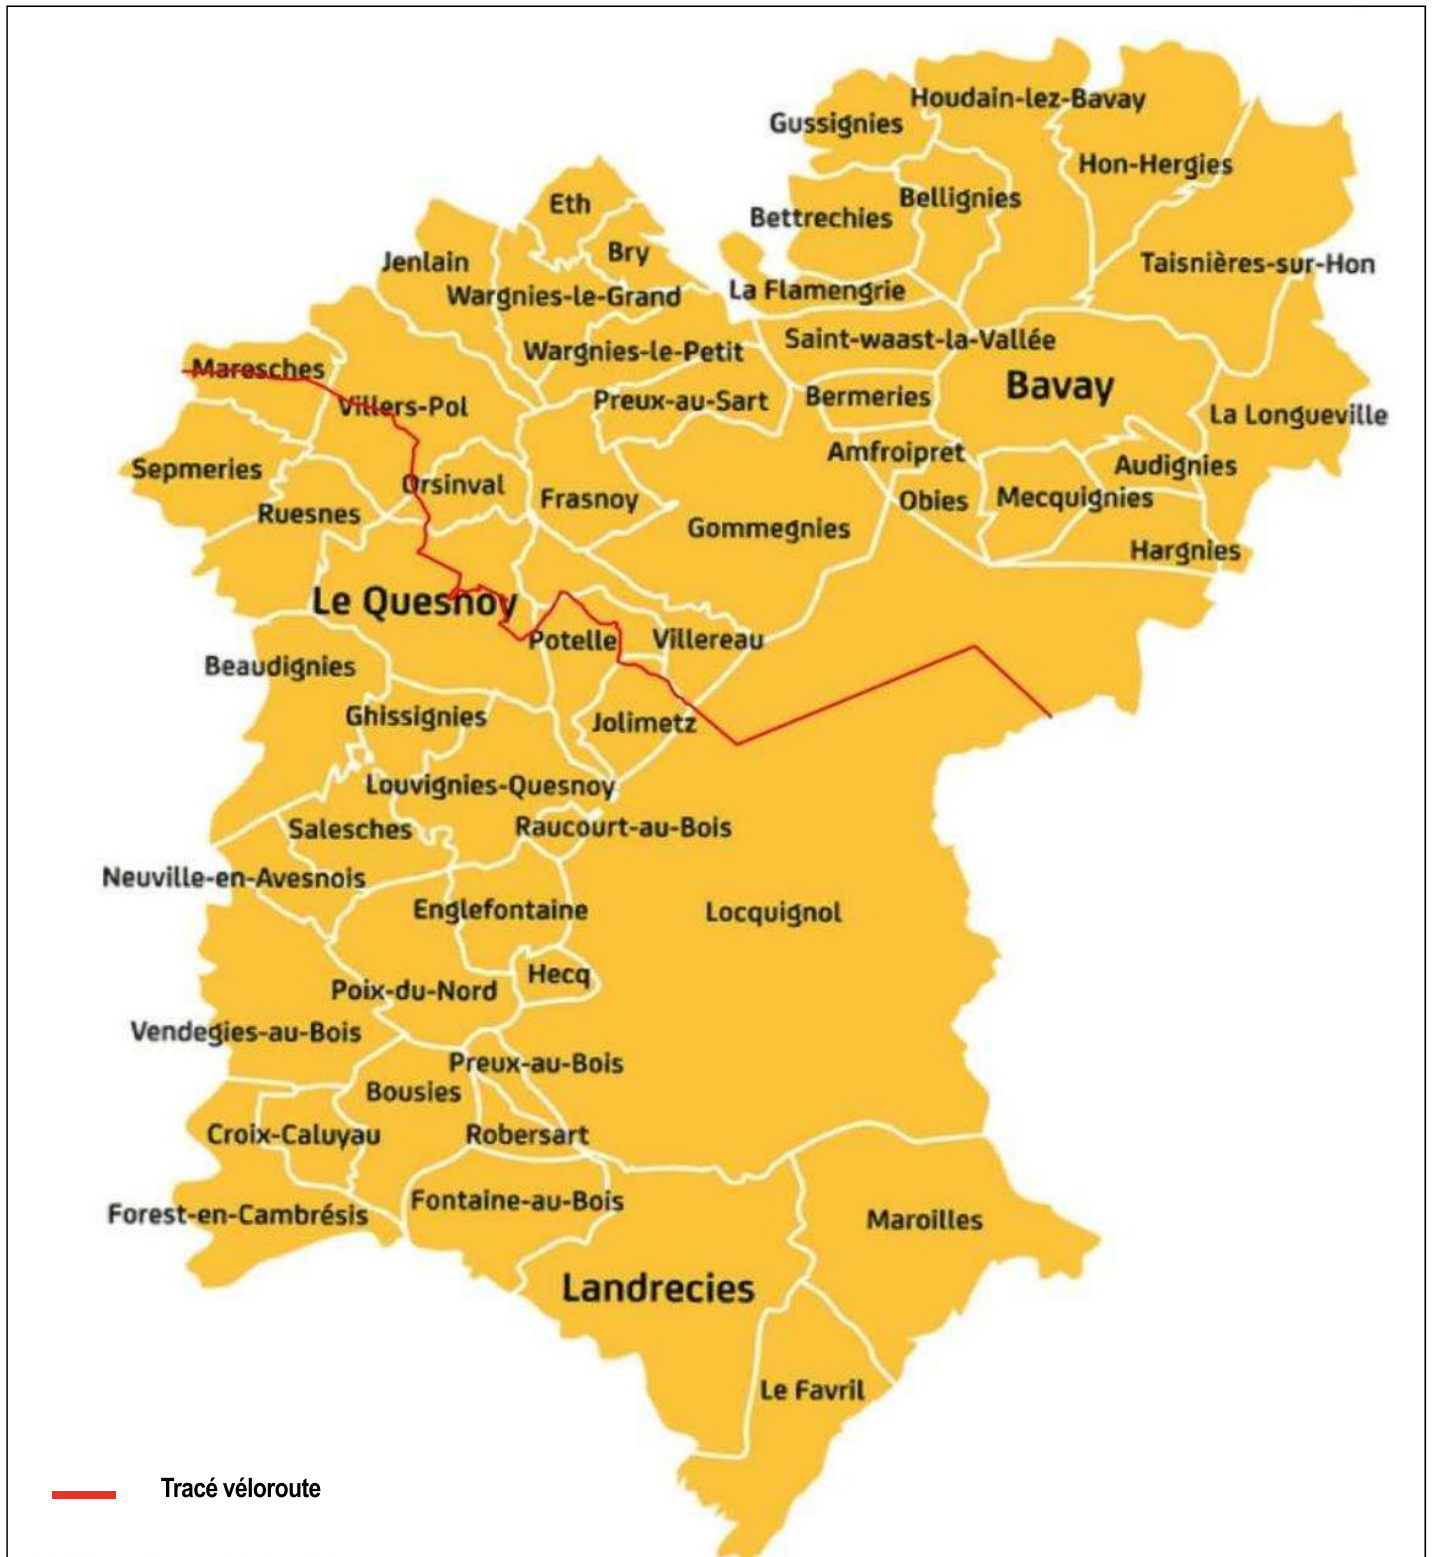 Houdain-lez-Bavay
Gussignies
Hon-Hergies
Bellignies
Eth
Bettrechies
Bry
Jenlain
Taisnières-sur-Hon
La Flamengrie
Wargnies-le-Grand
Saint-waast-la-Vallée
Wargnies-le-Petit
Maresches
Bavay
Bermeries
Preux-au-Sart
Villers-Pol
La Longueville
Amfroipret
Audignies
Sepmeries
Orsinval
Frasnoy
Obies
Mecquignies
Ruesnes
Gommegnies
Hargnies
Le Quesnoy
Potelle
Villereau
Beaudignies
Ghissignies
Jolimetz
Louvignies-Quesnoy
Salesches
Raucourt-au-Bois
Neuville-en-Avesnois
Englefontaine
Locquignol
Hecq
Poix-du-Nord
Vendegies-au-Bois
Preux-au-Bois
Bousies
Croix-Caluyau
Robersart
Fontaine-au-Bois
Forest-en-Cambrésis
Maroilles
Landrecies
Le Favril
Tracé véloroute